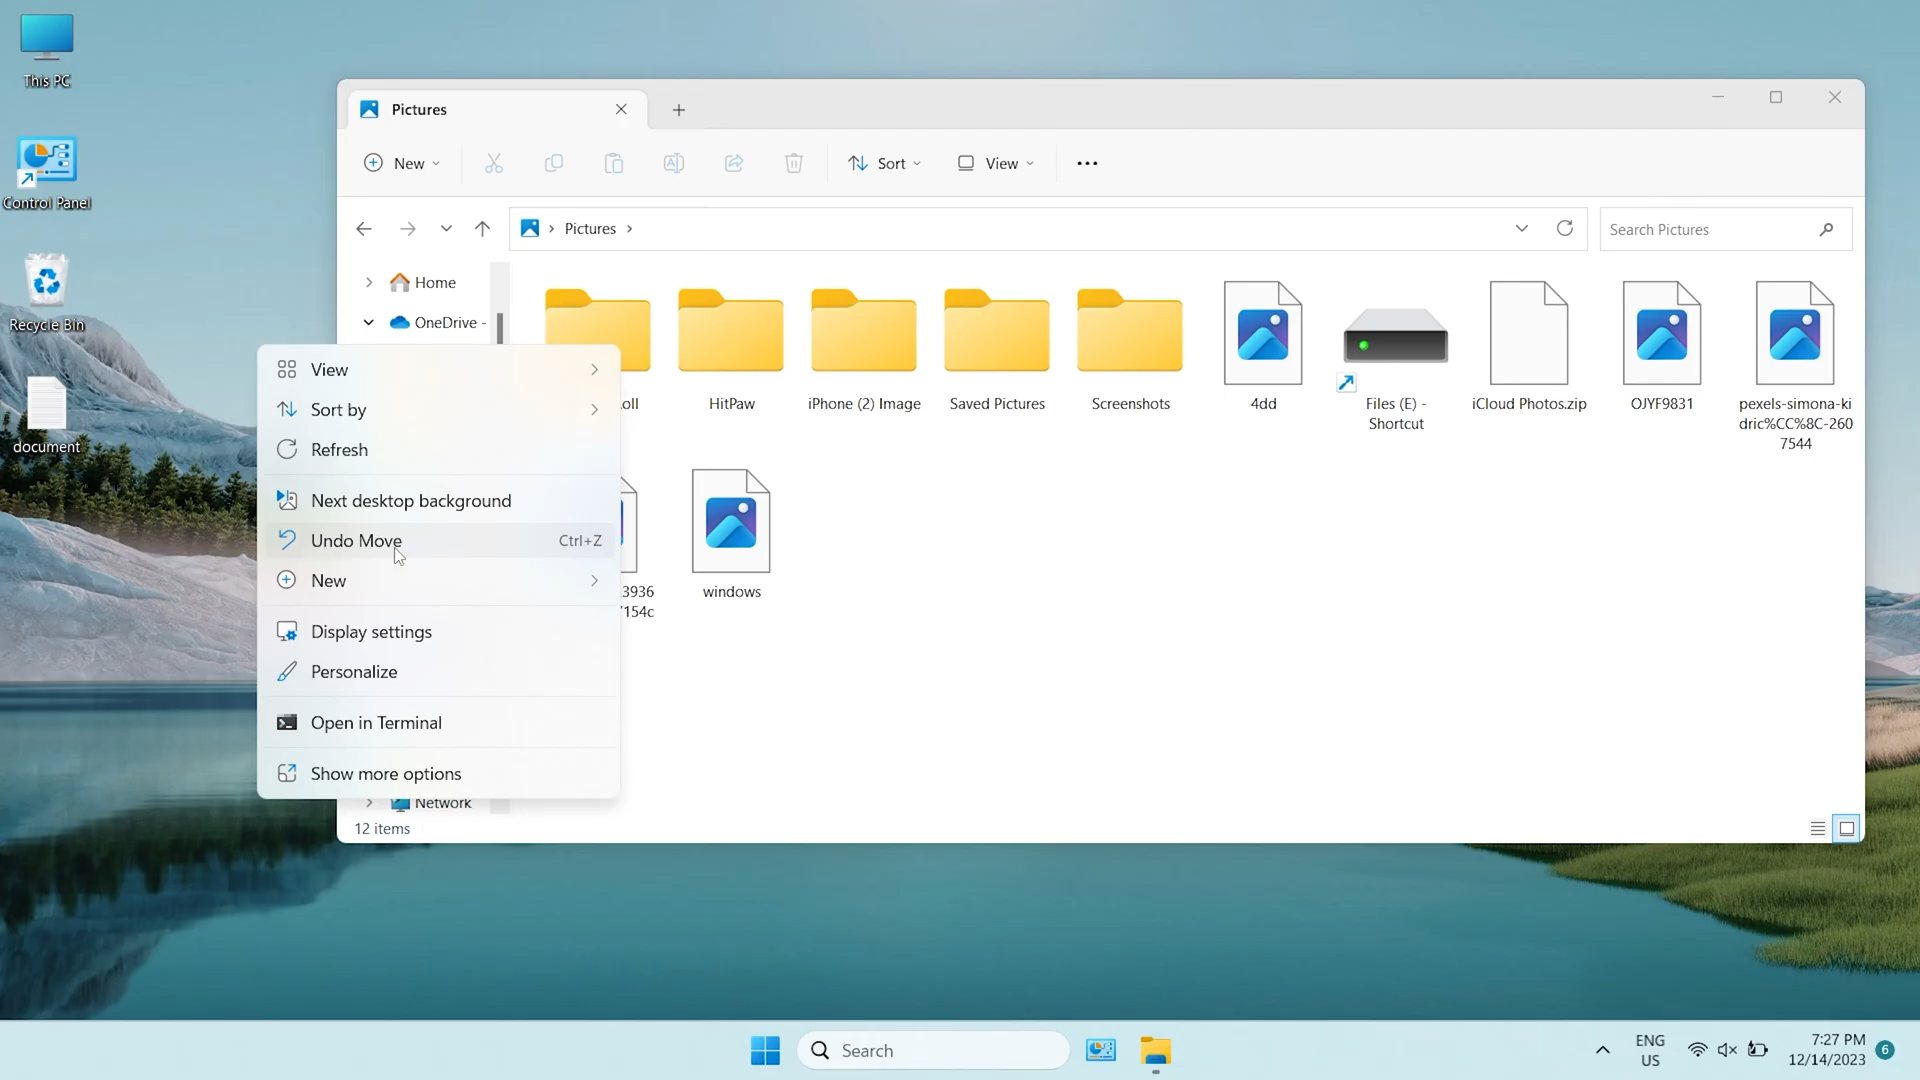 This PC
Control Panel
Recycle Bin
document
Pictures
New
Sort
View
Pictures
Search Pictures
Home
OneDrive -
oll
HitPaw
iPhone (2) Image
Saved Pictures
Screenshots
4dd
Files (E) -
Shortcut
iCloud Photos.zip
OJYF9831
pexels-simona-ki
dric%CC%8C-260
7544
3936
154c
windows
View
Sort by
Refresh
Next desktop background
Undo Move Ctrl+Z
New
Display settings
Personalize
Open in Terminal
Show more options
Network
12 items
Search
ENG
US
7:27 PM
12/14/2023
6